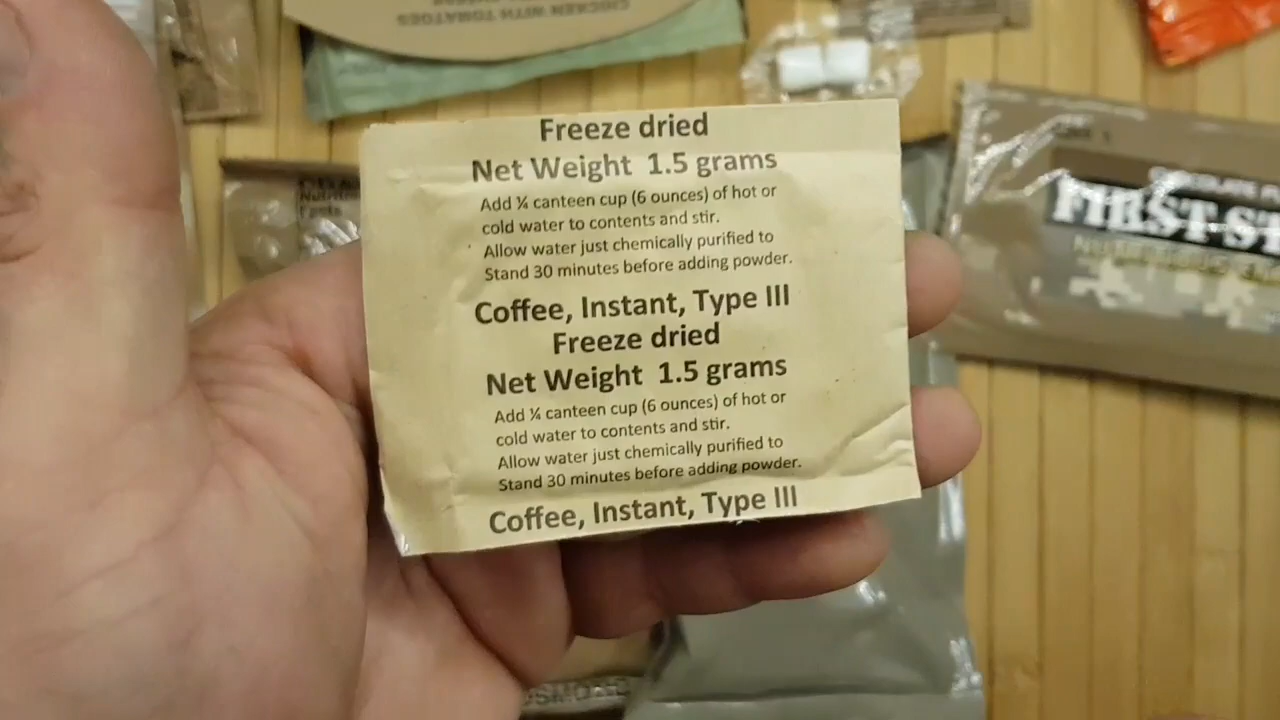 CHICKEN WITH TOMATOES
Freeze dried
Net Weight 1.5 grams
Add ¼ canteen cup (6 ounces) of hot or
cold water to contents and stir.
Allow water just chemically purified to
Stand 30 minutes before adding powder.
Coffee, Instant, Type III
Freeze dried
Net Weight 1.5 grams
Add ¼ canteen cup (6 ounces) of hot or
cold water to contents and stir.
Allow water just chemically purified to
Stand 30 minutes before adding powder.
Coffee, Instant, Type III
Nutrition
Facts
CHOCOLATE
FIRST ST